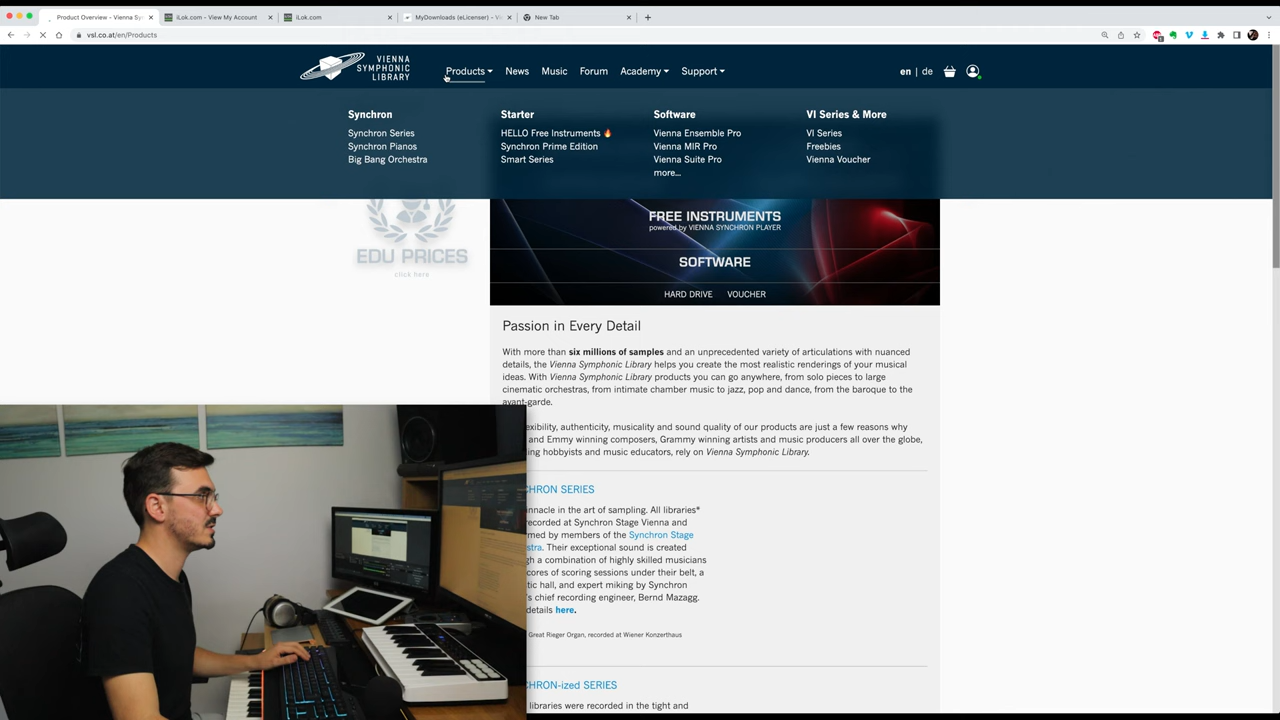 Product Overview - Vienna Sy
iLok.com - View My Account
iLok.com
MyDownloads (eLicenser) - Vi
New Tab
vsl.co.at/en/Products
VIENNA
SYMPHONIC
LIBRARY
Products
News
Music
Forum
Academy
Support
en | de
Synchron
Synchron Series
Synchron Pianos
Big Bang Orchestra
Starter
HELLO Free Instruments
Synchron Prime Edition
Smart Series
Software
Vienna Ensemble Pro
Vienna MIR Pro
Vienna Suite Pro
more...
VI Series & More
VI Series
Freebies
Vienna Voucher
EDU PRICES
click here
FREE INSTRUMENTS
powered by VIENNA SYNCHRON PLAYER
SOFTWARE
HARD DRIVE VOUCHER
Passion in Every Detail
With more than six millions of samples and an unprecedented variety of articulations with nuanced
details, the Vienna Symphonic Library helps you create the most realistic renderings of your musical
ideas. With Vienna Symphonic Library products you can go anywhere, from solo pieces to large
cinematic orchestras, from intimate chamber music to jazz, pop and dance, from the baroque to the
avant-garde.
exibility, authenticity, musicality and sound quality of our products are just a few reasons why
and Emmy winning composers, Grammy winning artists and music producers all over the globe,
ng hobbyists and music educators, rely on Vienna Symphonic Library.
CHRON SERIES
nnacle in the art of sampling. All libraries*
recorded at Synchron Stage Vienna and
rmed by members of the Synchron Stage
stra. Their exceptional sound is created
gh a combination of highly skilled musicians
cores of scoring sessions under their belt, a
tic hall, and expert miking by Synchron
's chief recording engineer, Bernd Mazagg.
details here.
Great Rieger Organ, recorded at Wiener Konzerthaus
CHRON-ized SERIES
libraries were recorded in the tight and